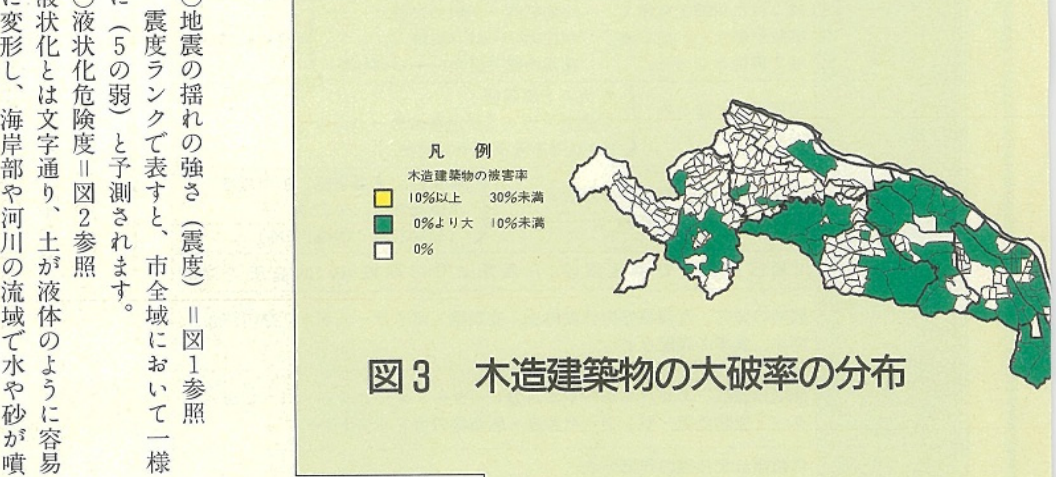 〇地震の揺れの強さ（震度）＝図1参照
震度ランクで表すと、市全域において一様
に（5の弱）と予測されます。
〇液状化危険度＝図2参照
液状化とは文字通り、土が液体のように容易
に変形し、海岸部や河川の流域で水や砂が噴
凡 例
木造建築物の被害率
10%以上 30%未満
0%より大 10%未満
0%
図3 木造建築物の大破率の分布